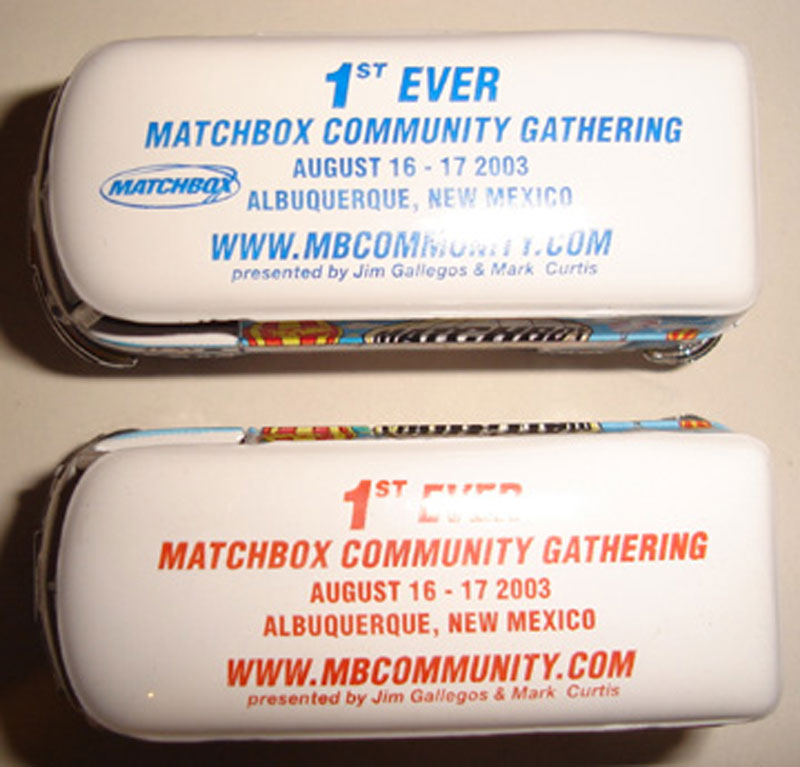 1ST EVER
MATCHBOX COMMUNITY GATHERING
AUGUST 16 - 17 2003
MATCHBOX
ALBUQUERQUE, NEW MEXICO
WWW.MBCOMMUNITY.COM
presented by Jim Gallegos & Mark Curtis
MATCHBOX
1ST EVER
MATCHBOX COMMUNITY GATHERING
AUGUST 16 - 17 2003
ALBUQUERQUE, NEW MEXICO
WWW.MBCOMMUNITY.COM
presented by Jim Gallegos & Mark Curtis